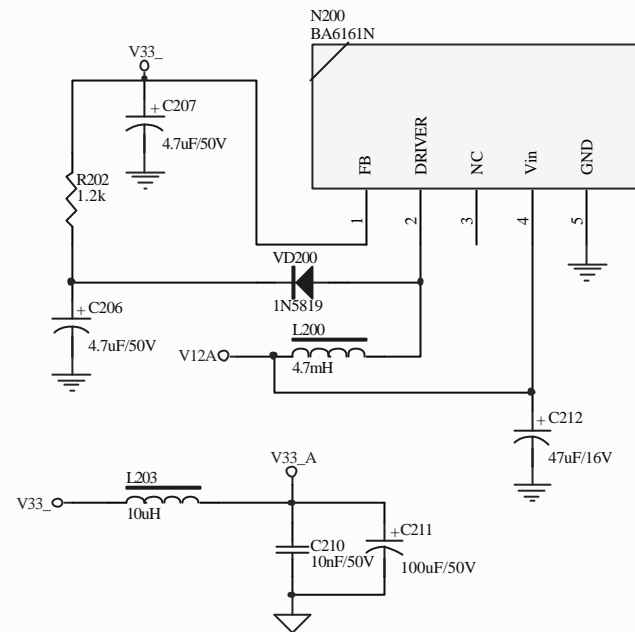 N200
BA6161N
V33_
+ C207
4.7uF/50V
FB
DRIVER
NC
Vin
GND
1
2
3
4
5
R202
1.2k
VD200
1N5819
+ C206
4.7uF/50V
L200
V12A
4.7mH
+ C212
47uF/16V
V33_A
L203
V33_
10uH
C210
10nF/50V
+ C211
100uF/50V